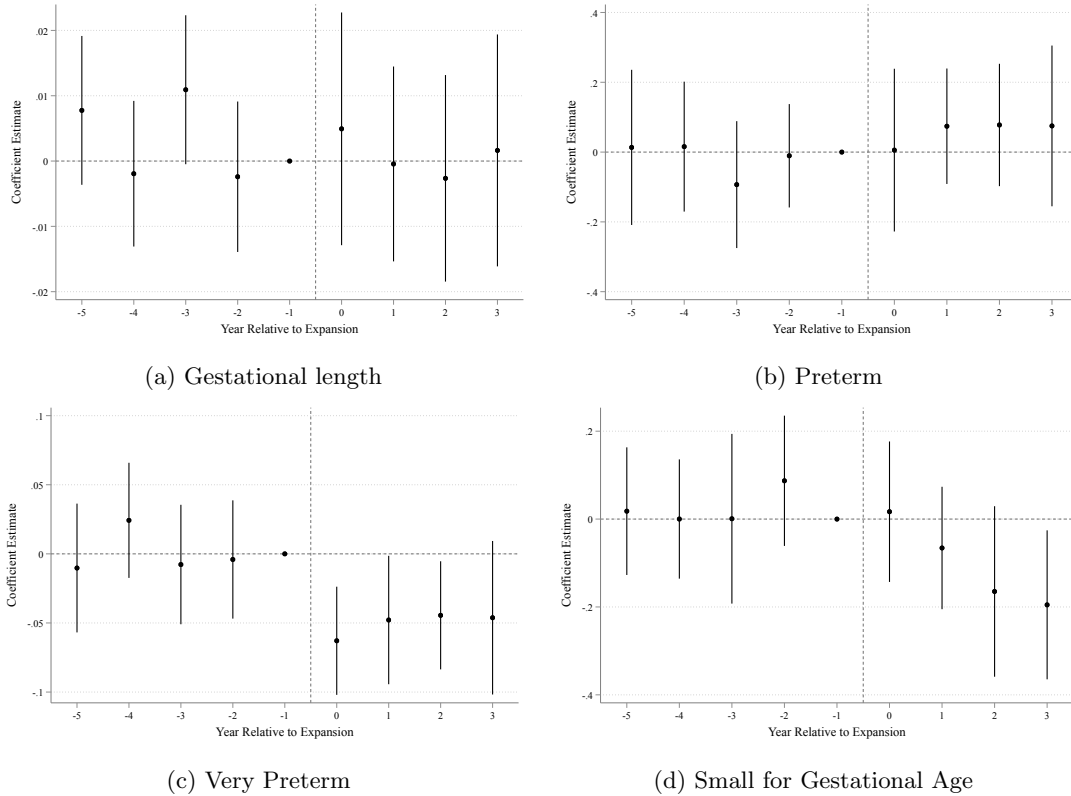 .02
.01
0
-.01
-.02
Coefficient Estimate
-5 -4 -3 -2 -1 0 1 2 3
Year Relative to Expansion
(a) Gestational length
.4
.2
0
-.2
-.4
Coefficient Estimate
-5 -4 -3 -2 -1 0 1 2 3
Year Relative to Expansion
(b) Preterm
.1
.05
0
-.05
-.1
Coefficient Estimate
-5 -4 -3 -2 -1 0 1 2 3
Year Relative to Expansion
(c) Very Preterm
.2
0
-.2
-.4
Coefficient Estimate
-5 -4 -3 -2 -1 0 1 2 3
Year Relative to Expansion
(d) Small for Gestational Age